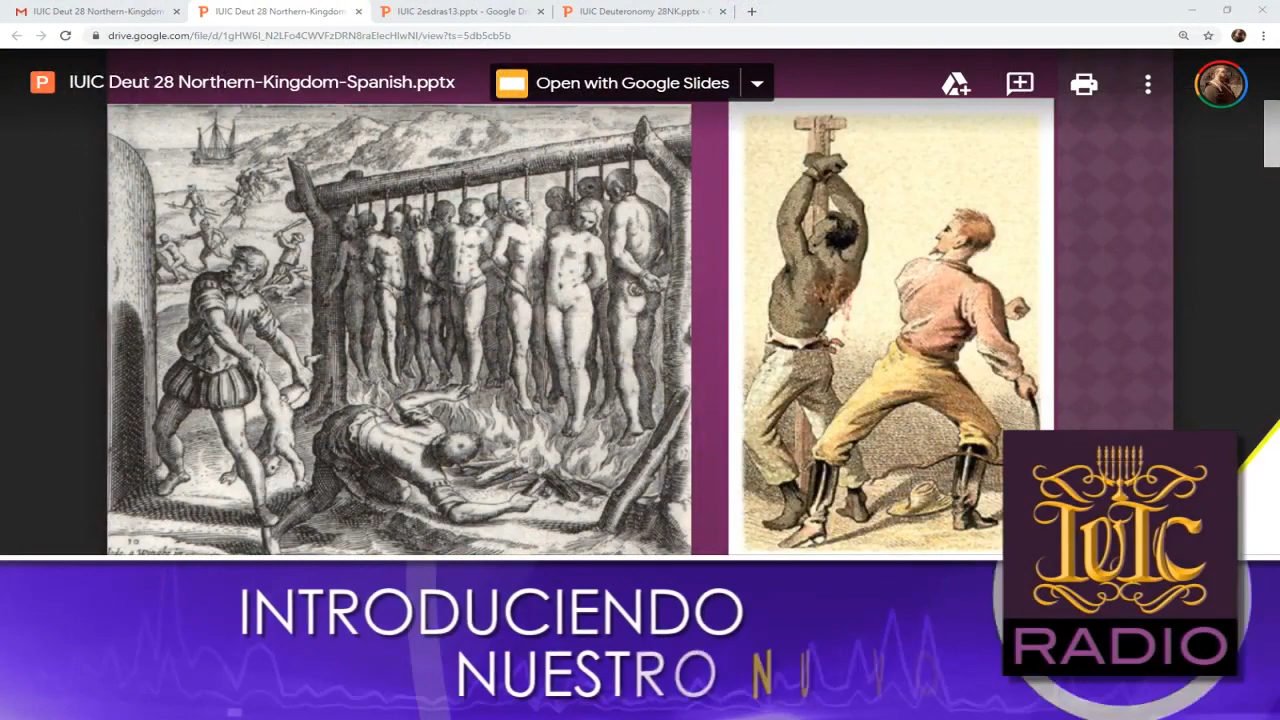 IUIC Deut 28 Northern-Kingdom
IUIC Deut 28 Northern-Kingdom
IUIC 2esdras13.pptx - Google Dr
IUIC Deuteronomy 28NK.pptx - G
drive.google.com/file/d/1gHW6l_N2LFo4CWVFzDRN8raElecHlwNI/view?ts=5db5cb5b
P IUIC Deut 28 Northern-Kingdom-Spanish.pptx
Open with Google Slides
INTRODUCIENDO
NUESTRO
IUIC
RADIO